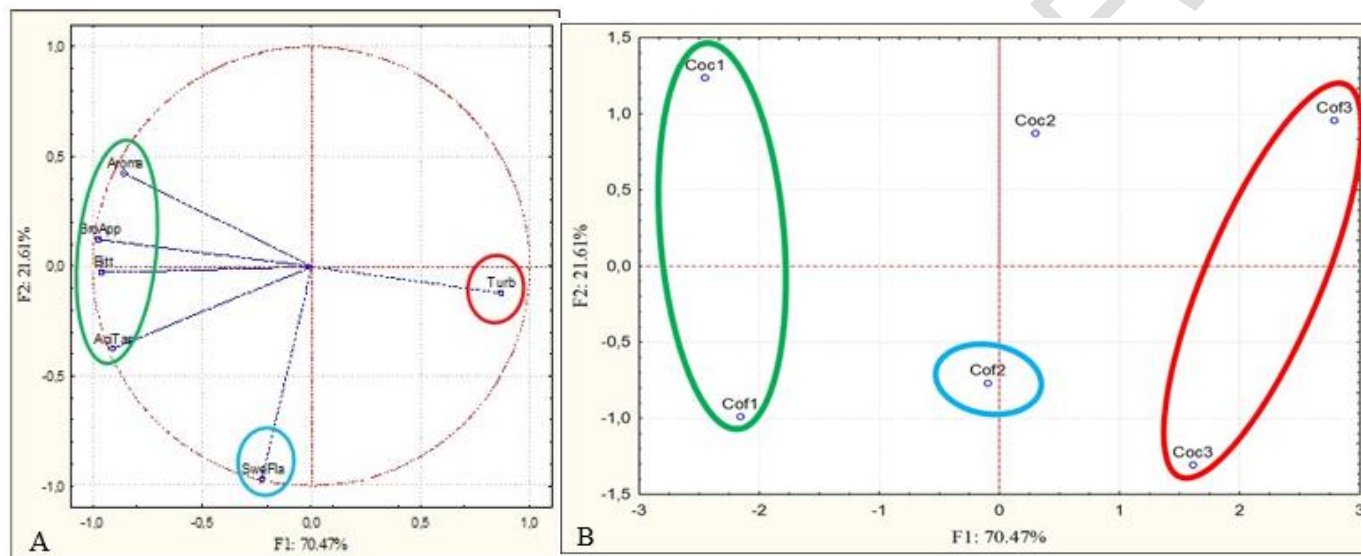 1,0
0,5
0,0
-0,5
-1,0
F2: 21.61%
Aroma
BroApp
Bitt
Turb
SweFla
-1,0 -0,5 0,0 0,5 1,0
F1: 70.47%
A
1,5
1,0
0,5
0,0
-0,5
-1,0
-1,5
F2: 21.61%
Coc1
Cof3
Coc2
Cof2
Cof1
Coc3
-3 -2 -1 0 1 2 3
F1: 70.47%
B